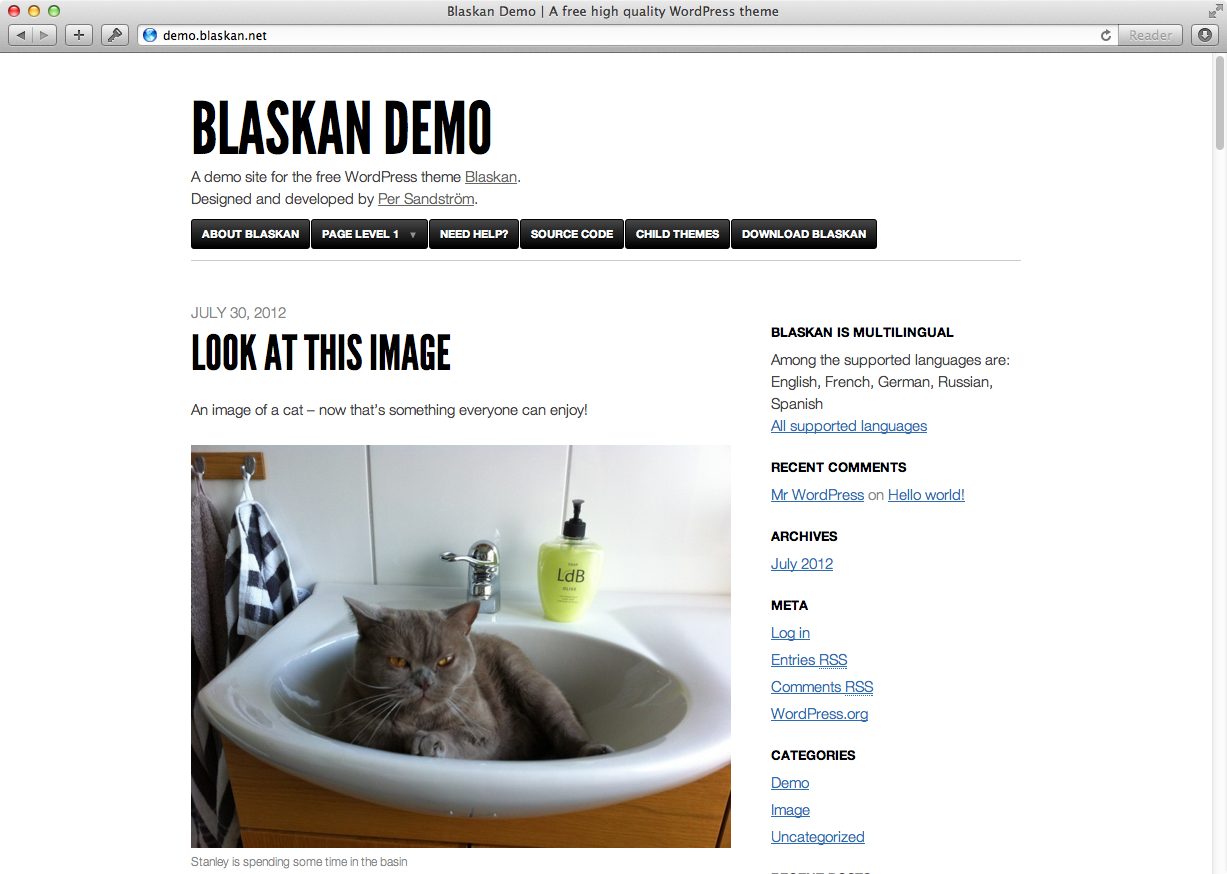 Blaskan Demo | A free high quality WordPress theme
demo.blaskan.net
Reader
BLASKAN DEMO
A demo site for the free WordPress theme Blaskan.
Designed and developed by Per Sandström.
ABOUT BLASKAN
PAGE LEVEL 1
NEED HELP?
SOURCE CODE
CHILD THEMES
DOWNLOAD BLASKAN
JULY 30, 2012
LOOK AT THIS IMAGE
An image of a cat – now that's something everyone can enjoy!
LdB
Stanley is spending some time in the basin
BLASKAN IS MULTILINGUAL
Among the supported languages are:
English, French, German, Russian,
Spanish
All supported languages
RECENT COMMENTS
Mr WordPress on Hello world!
ARCHIVES
July 2012
META
Log in
Entries RSS
Comments RSS
WordPress.org
CATEGORIES
Demo
Image
Uncategorized